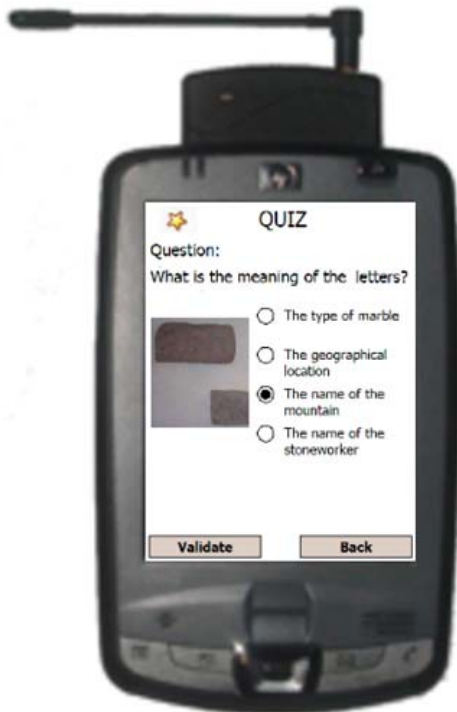 QUIZ
Question:
What is the meaning of the letters?
The type of marble
The geographical
location
The name of the
mountain
The name of the
stoneworker
Validate
Back